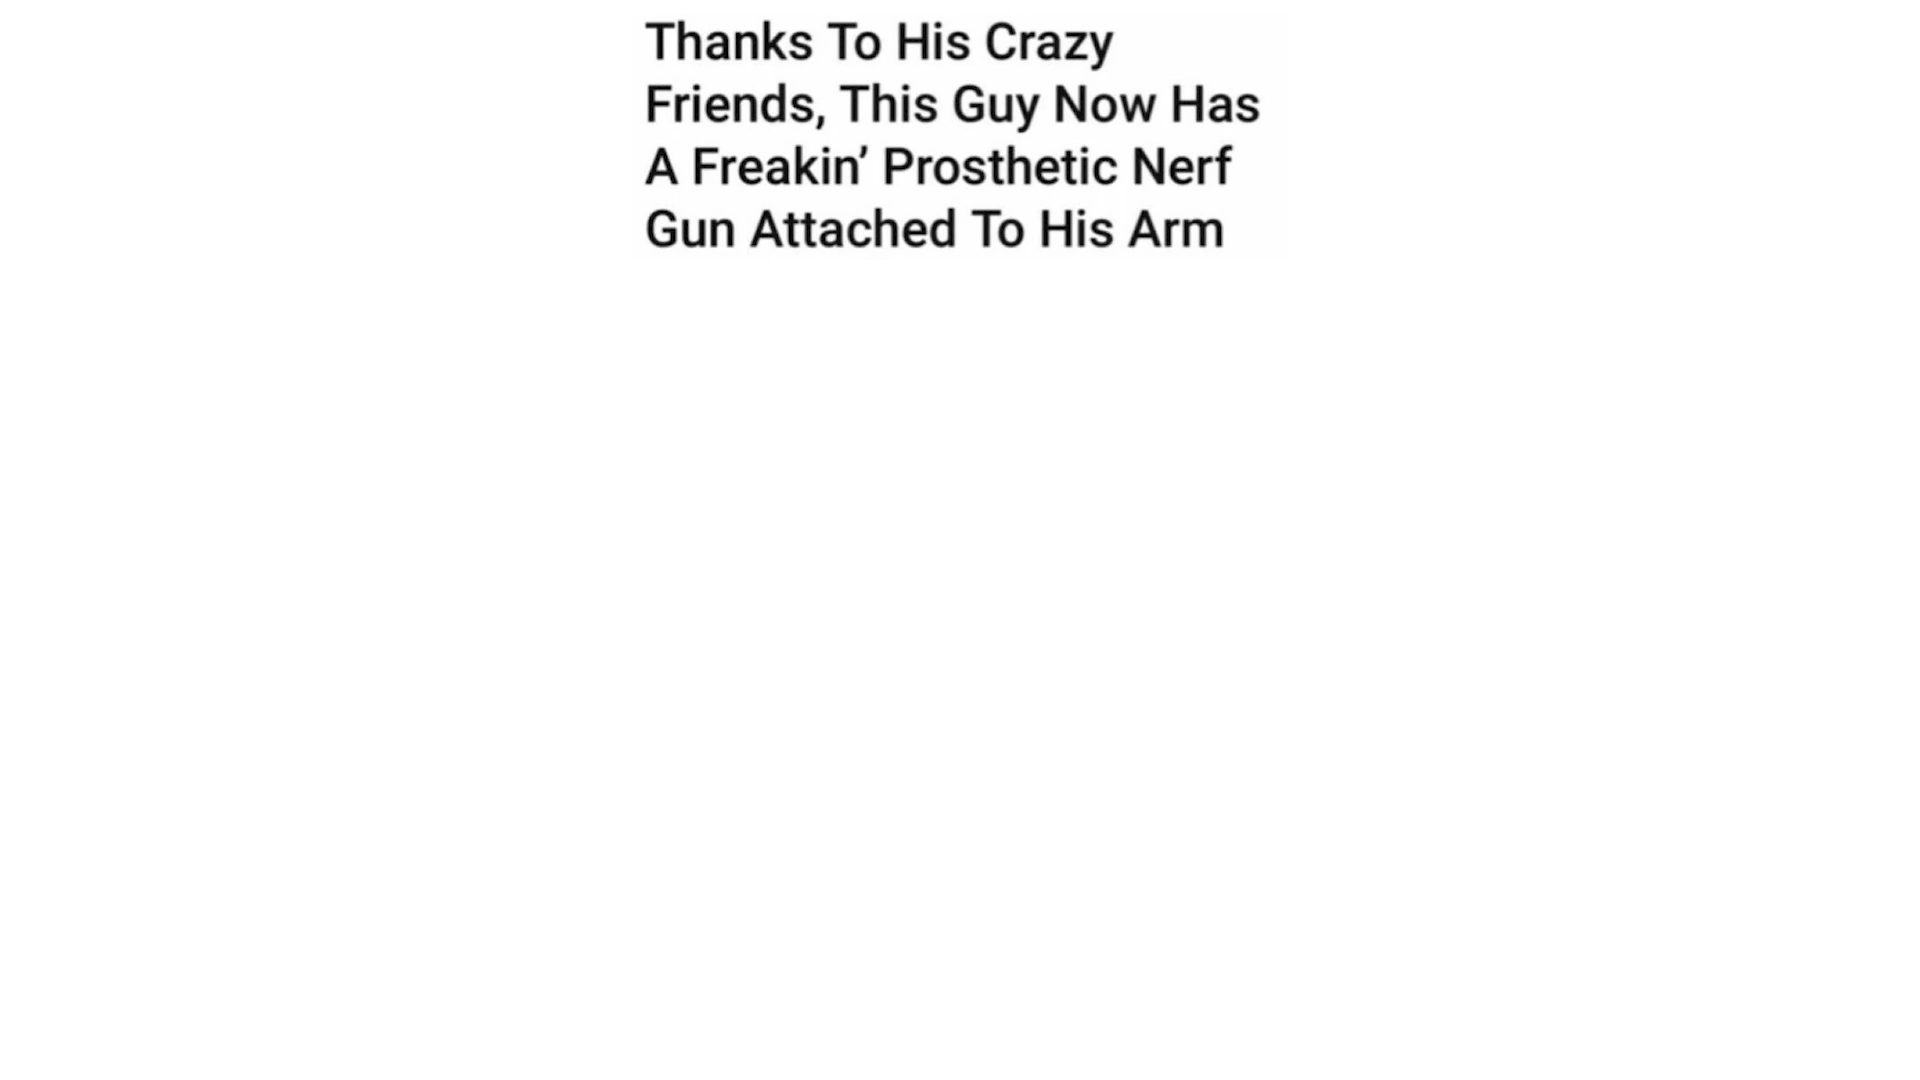 Thanks To His Crazy
Friends, This Guy Now Has
A Freakin’ Prosthetic Nerf
Gun Attached To His Arm